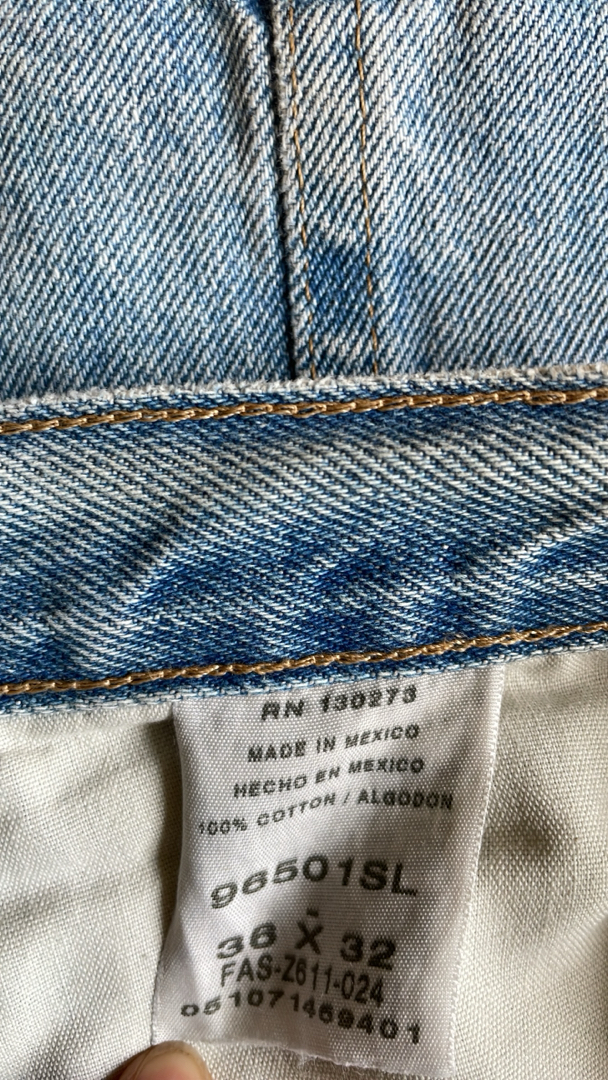 RN 130273
MADE IN MEXICO
HECHO EN MEXICO
100% COTTON / ALGODON
96501SL
36 X 32
FAS-Z611-024
051071469401